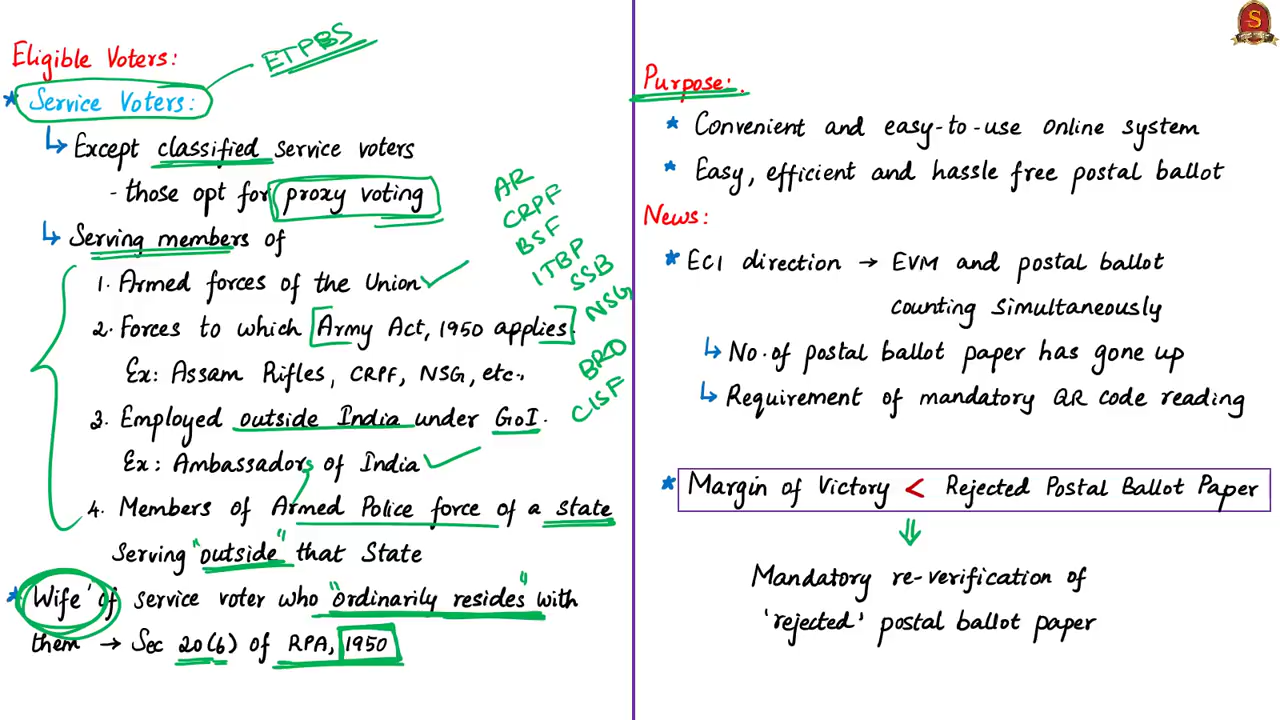 Eligible Voters:
ETPBS
* Service Voters:
↳ Except classified service voters
- those opt for proxy voting
↳ Serving members of
1. Armed forces of the Union
2. Forces to which Army Act, 1950 applies.
Ex: Assam Rifles, CRPF, NSG, etc.,
3. Employed outside India under GoI.
Ex: Ambassadors of India
4. Members of Armed Police force of a state
Serving "outside" that State
* 'Wife' of service voter who "ordinarily resides" with
them → Sec 20(6) of RPA, 1950
AR
CRPF
BSF
ITBP
SSB
NSG
BRO
CISF
Purpose:
* Convenient and easy-to-use online system
* Easy, efficient and hassle free postal ballot
News:
* ECI direction → EVM and postal ballot
counting simultaneously
↳ No. of postal ballot paper has gone up
↳ Requirement of mandatory QR code reading
* Margin of Victory < Rejected Postal Ballot Paper
⇓
Mandatory re-verification of
'rejected' postal ballot paper